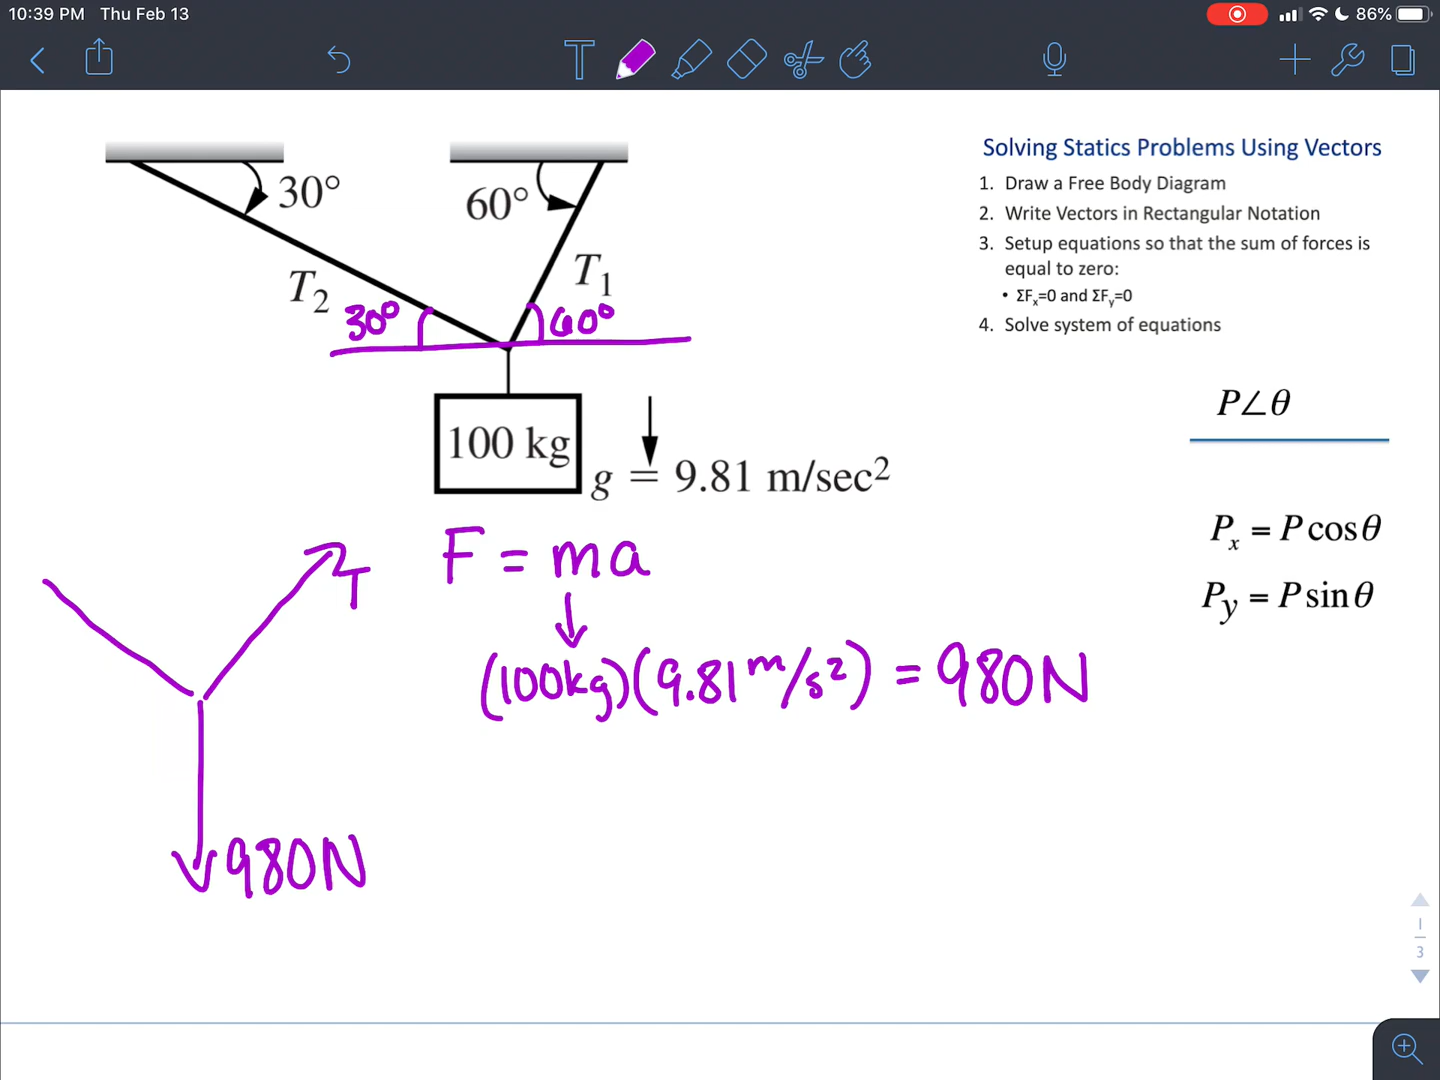 10:39 PM Thu Feb 13
86%
T
Solving Statics Problems Using Vectors
1. Draw a Free Body Diagram
2. Write Vectors in Rectangular Notation
3. Setup equations so that the sum of forces is
equal to zero:
• ΣFx=0 and ΣFy=0
4. Solve system of equations
30°
60°
T2
T1
30°
60°
100 kg
g = 9.81 m/sec²
P∠θ
Px = P cosθ
Py = P sinθ
F = ma
T
(100kg)(9.81 m/s²) = 980N
980N
1
3